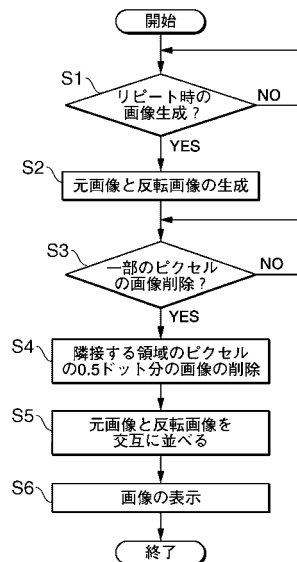 開始
S1
リピート時の
画像生成?
NO
YES
S2
元画像と反転画像の生成
S3
一部のピクセル
の画像削除?
NO
YES
S4
隣接する領域のピクセル
の0.5ドット分の画像の削除
S5
元画像と反転画像を
交互に並べる
S6
画像の表示
終了